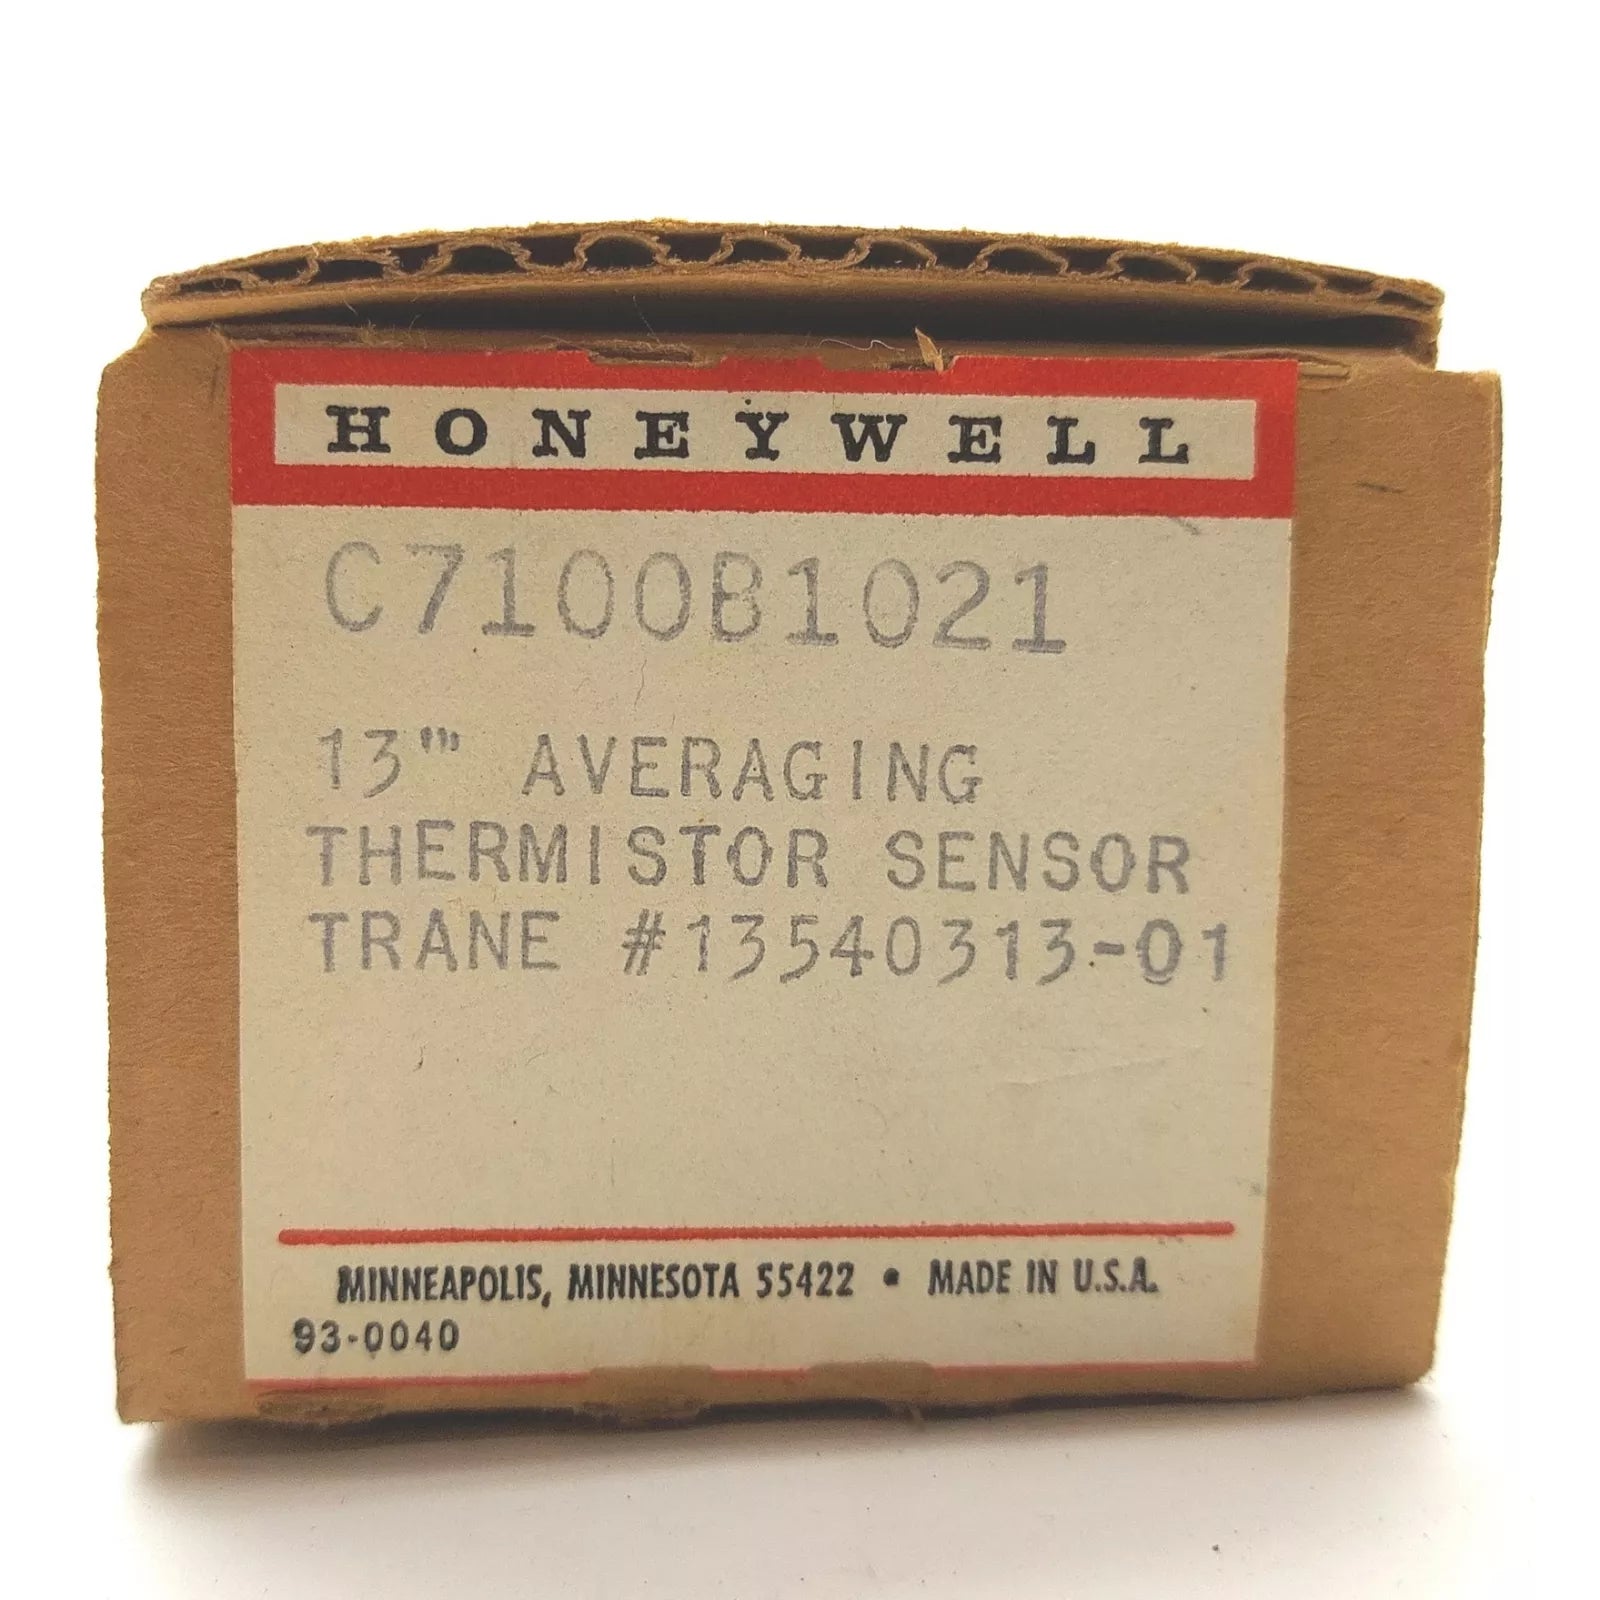 HONEYWELL
C7100B1021
13"' AVERAGING
THERMISTOR SENSOR
TRANE #13540313-01
MINNEAPOLIS, MINNESOTA 55422 • MADE IN U.S.A.
93-0040